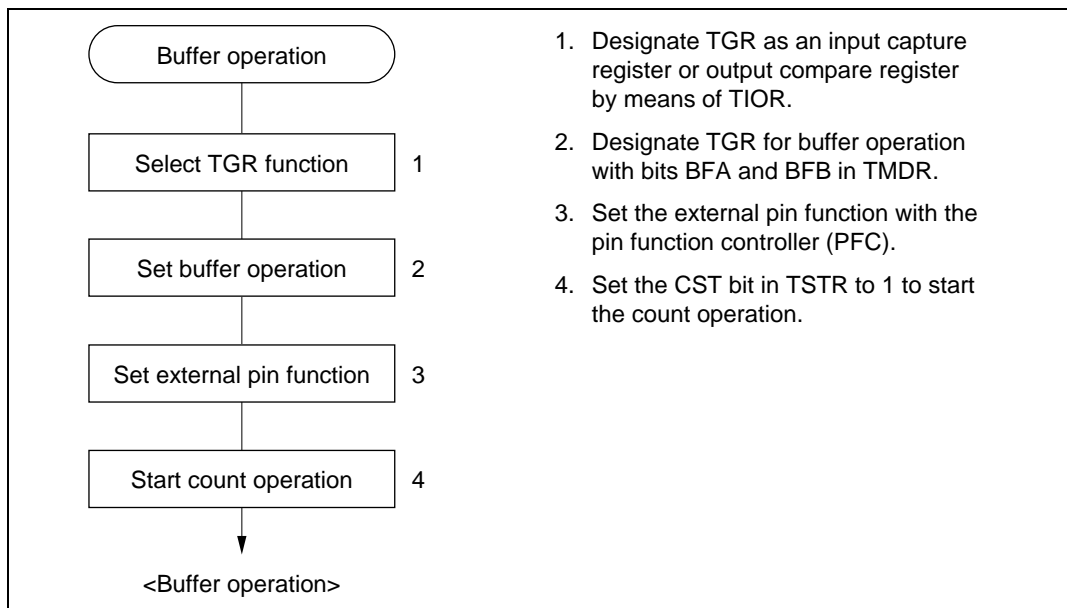 Buffer operation
Select TGR function 1
Set buffer operation 2
Set external pin function 3
Start count operation 4
<Buffer operation>
1. Designate TGR as an input capture
register or output compare register
by means of TIOR.
2. Designate TGR for buffer operation
with bits BFA and BFB in TMDR.
3. Set the external pin function with the
pin function controller (PFC).
4. Set the CST bit in TSTR to 1 to start
the count operation.